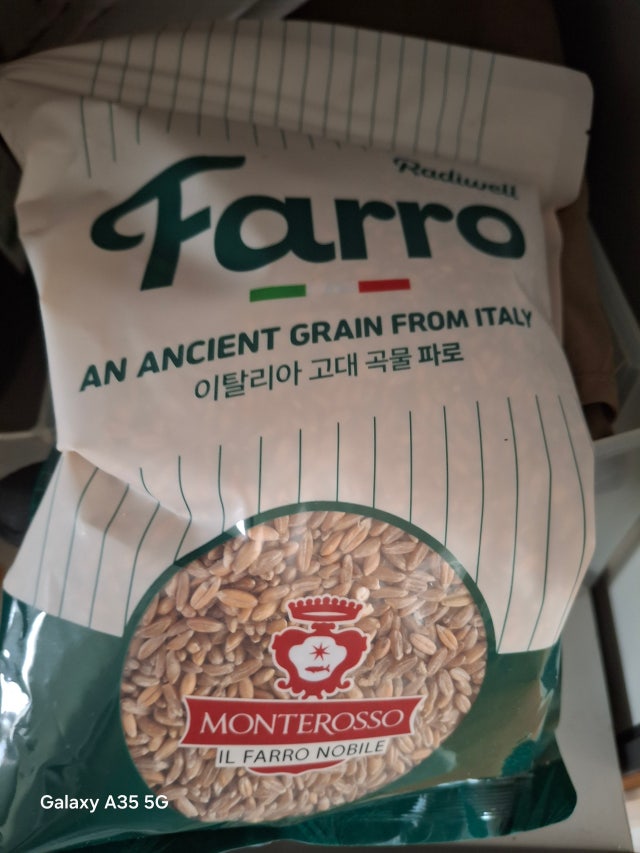 Radiwell
Farro
AN ANCIENT GRAIN FROM ITALY
이탈리아 고대 곡물 파로
MONTEROSSO
IL FARRO NOBILE
Galaxy A35 5G